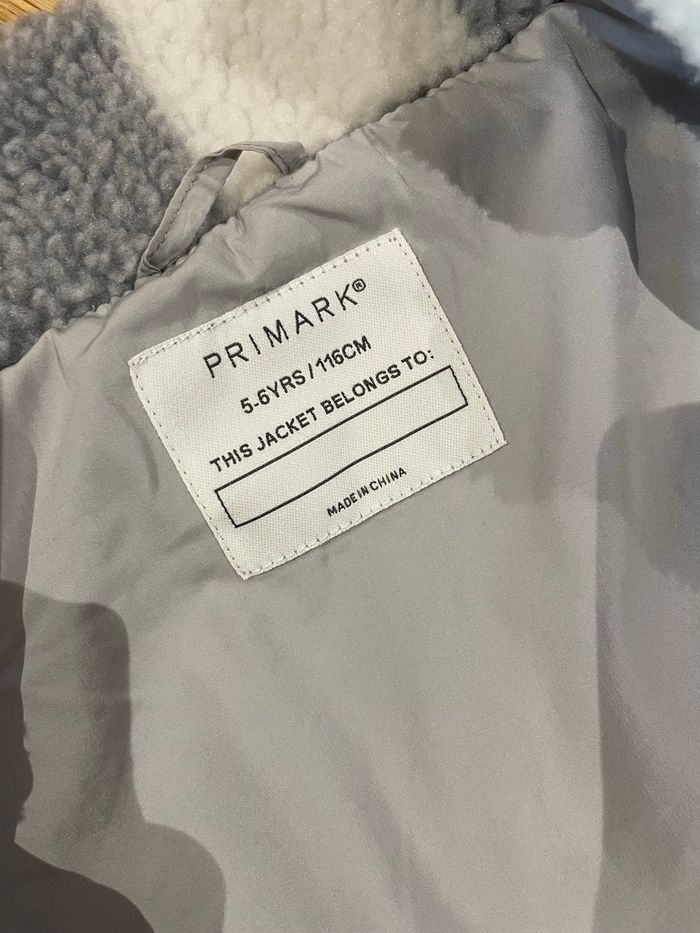 PRIMARK®
5-6YRS/116CM
THIS JACKET BELONGS TO:
MADE IN CHINA